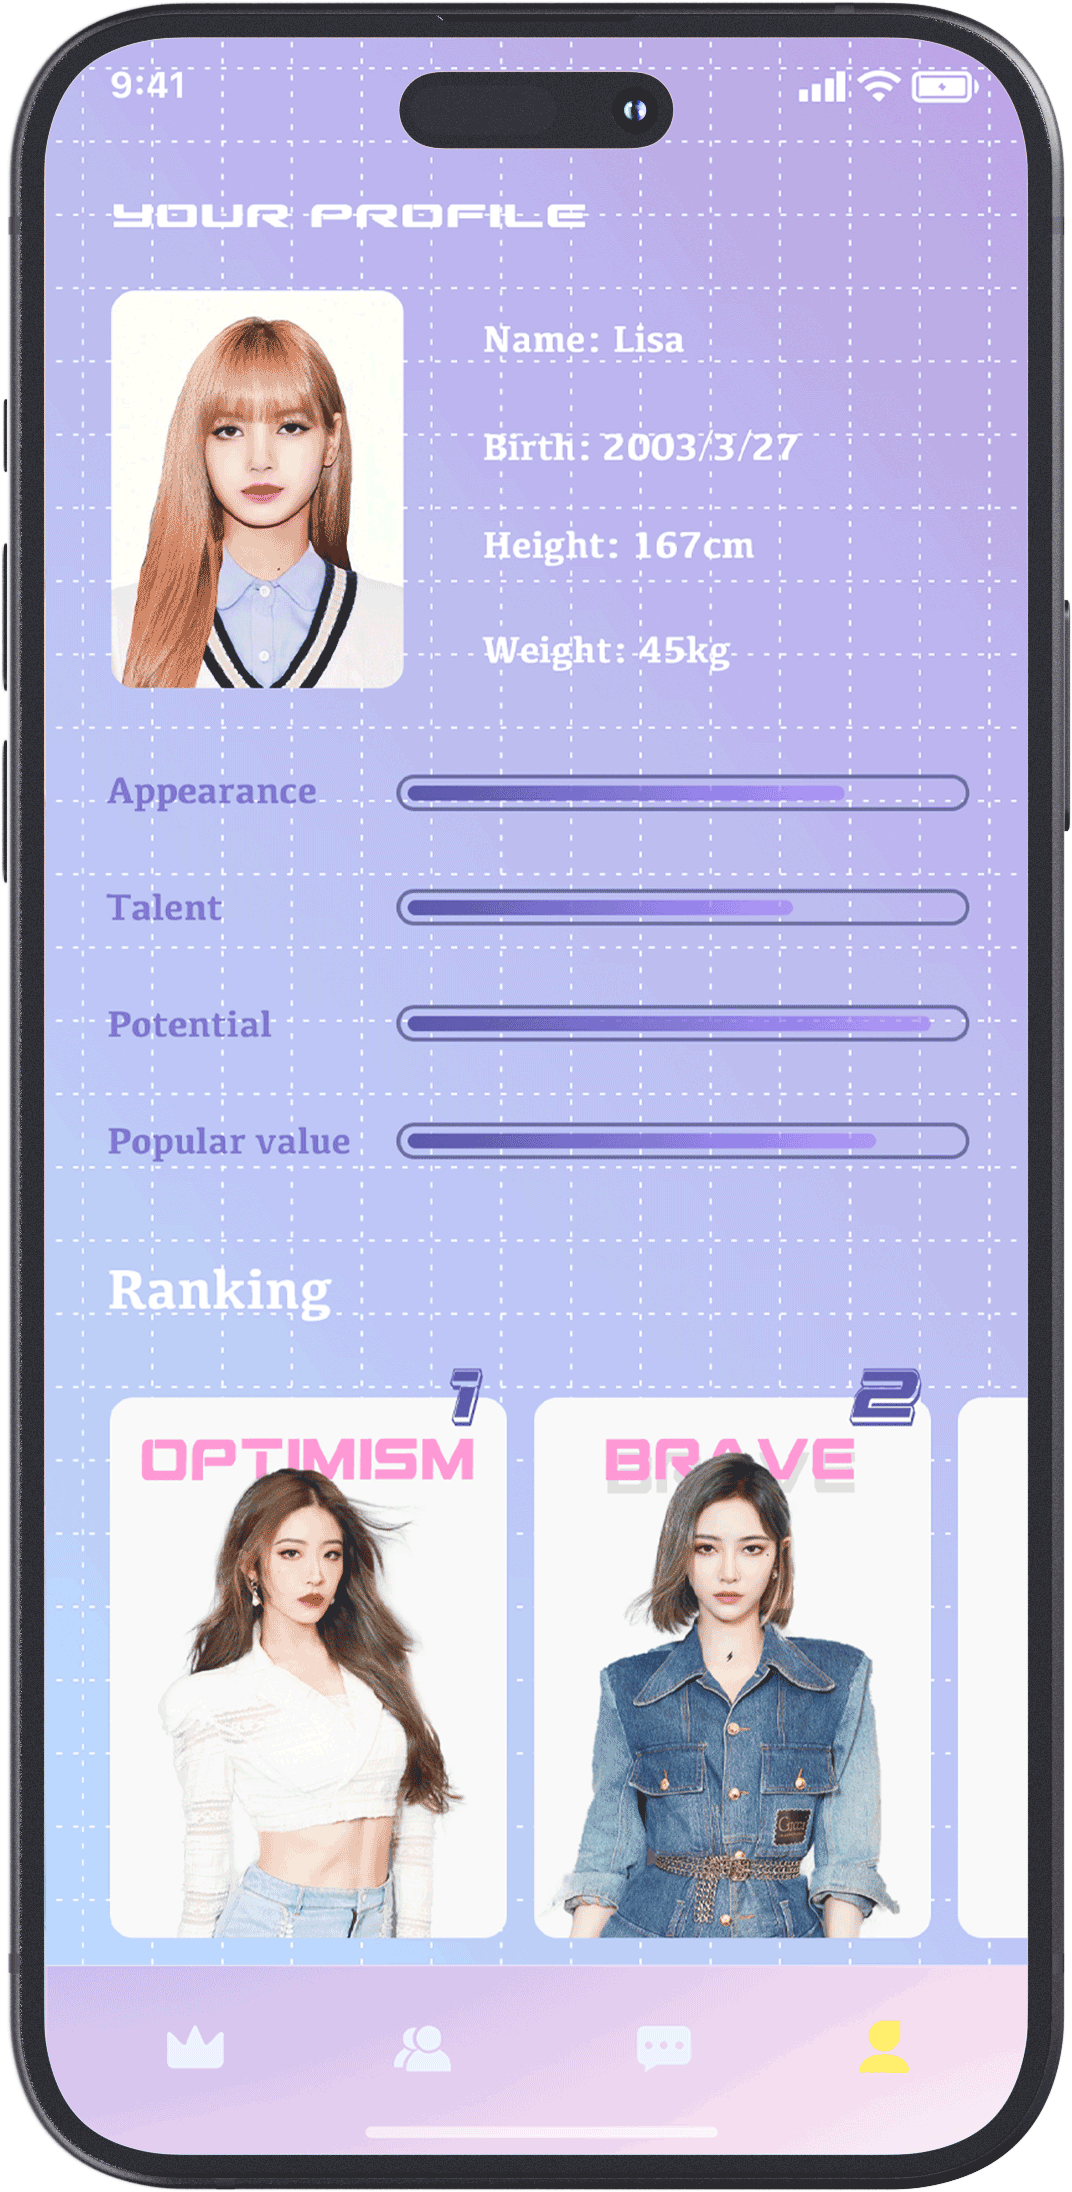 9:41
YOUR PROFILE
Name: Lisa
Birth: 2003/3/27
Height: 167cm
Weight: 45kg
Appearance
Talent
Potential
Popular value
Ranking
1
OPTIMISM
2
BRAVE